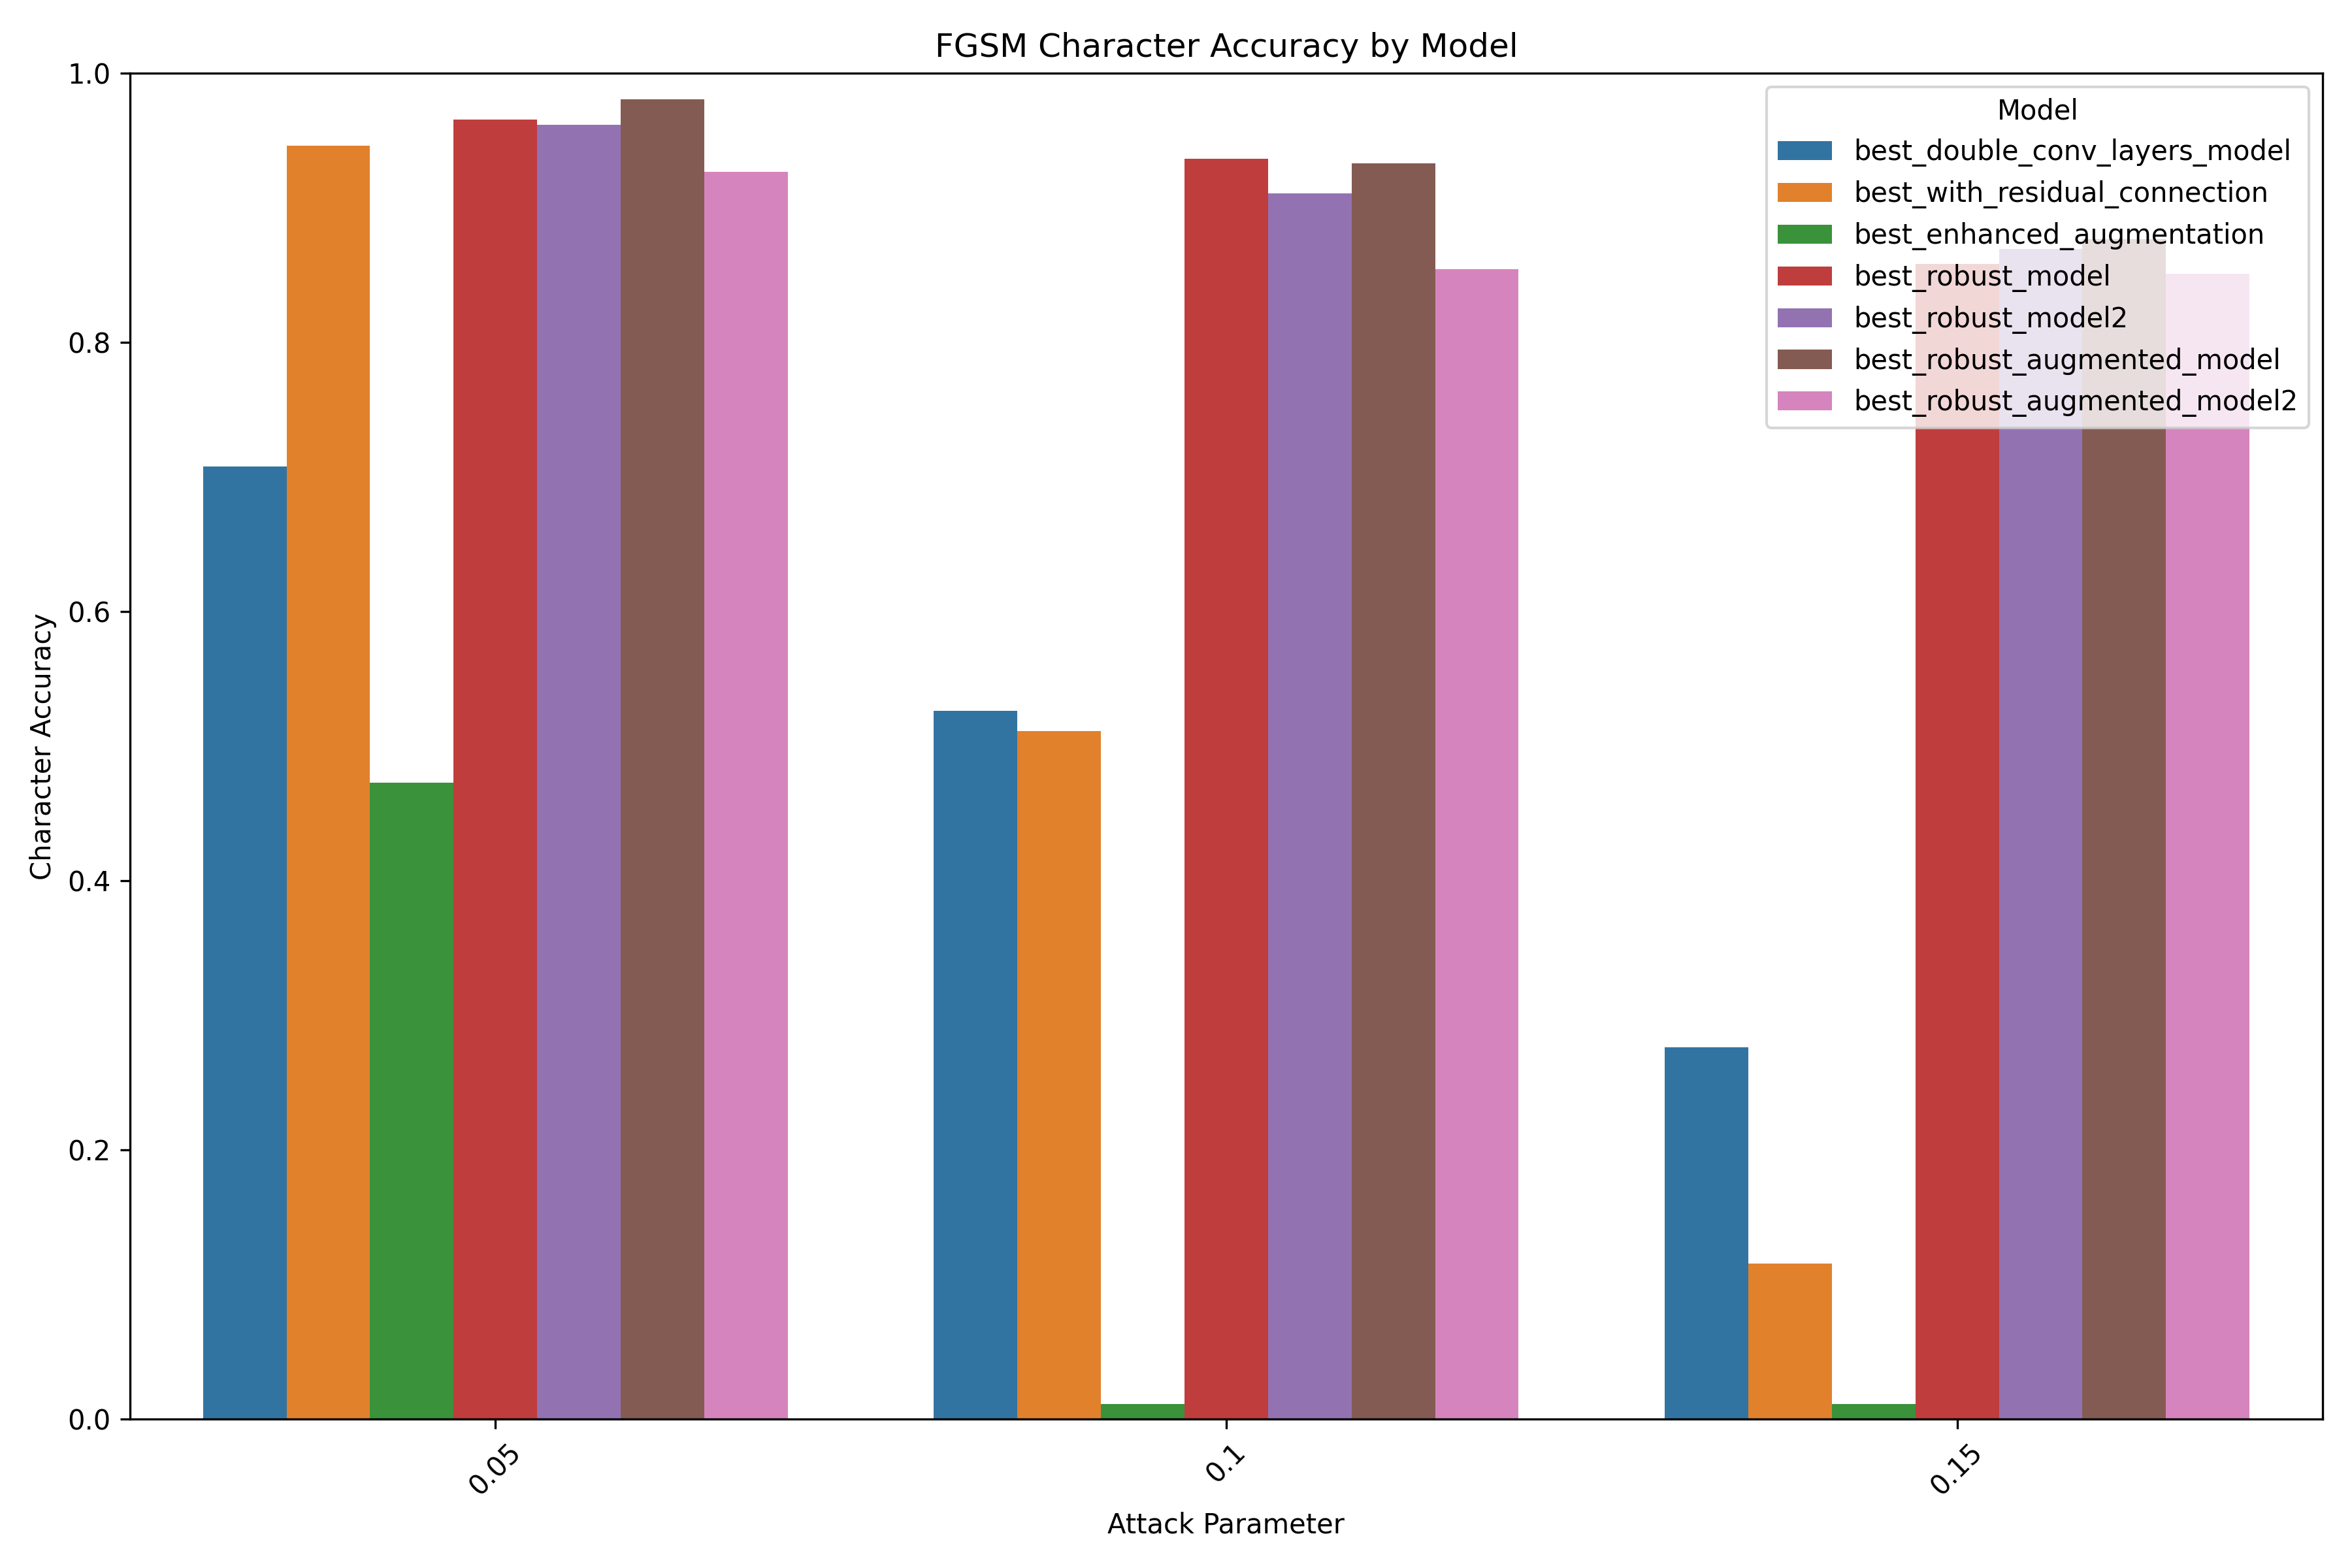 FGSM Character Accuracy by Model
1.0
0.8
0.6
0.4
0.2
0.0
Character Accuracy
Model
best_double_conv_layers_model
best_with_residual_connection
best_enhanced_augmentation
best_robust_model
best_robust_model2
best_robust_augmented_model
best_robust_augmented_model2
0.05
0.1
0.15
Attack Parameter